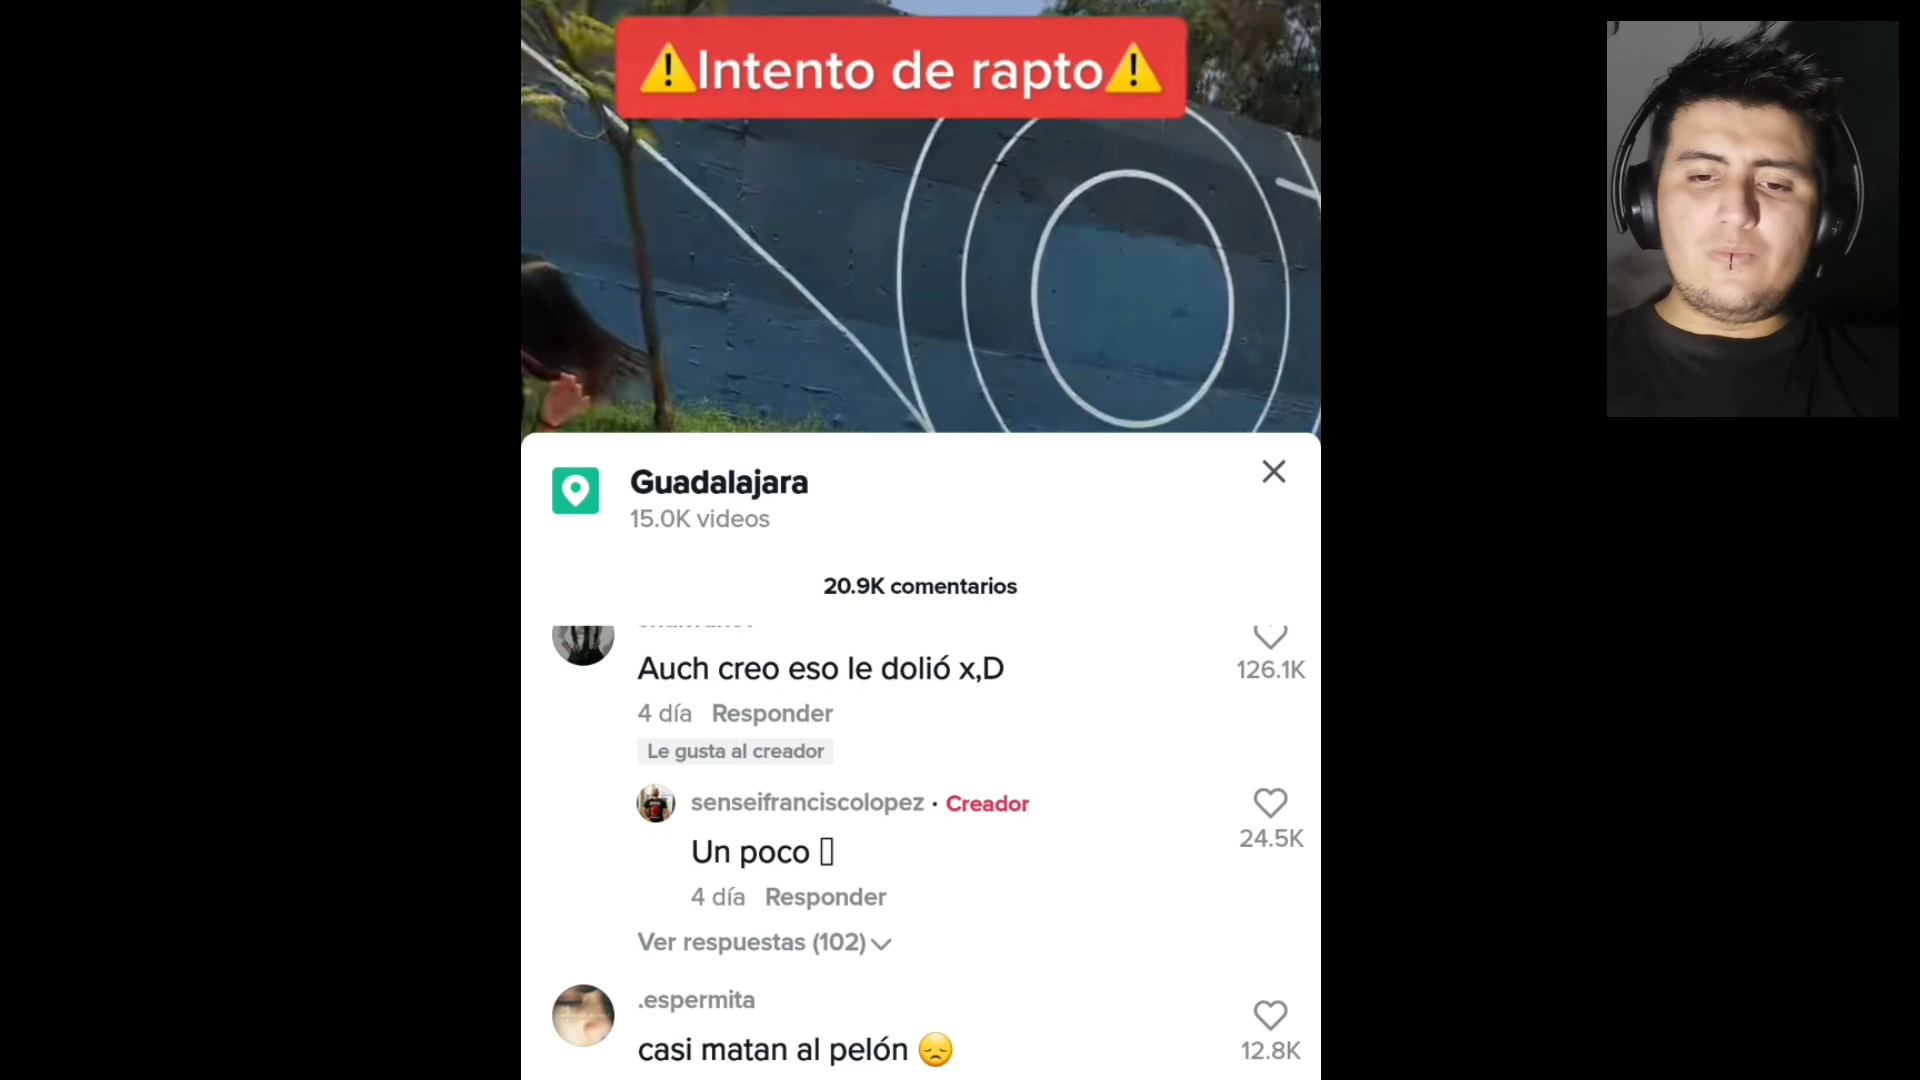 ⚠️Intento de rapto⚠️
Guadalajara
15.0K videos
20.9K comentarios
Auch creo eso le dolió x,D
126.1K
4 día Responder
Le gusta al creador
senseifranciscolopez · Creador
Un poco
24.5K
4 día Responder
Ver respuestas (102)
.espermita
casi matan al pelón 😞
12.8K